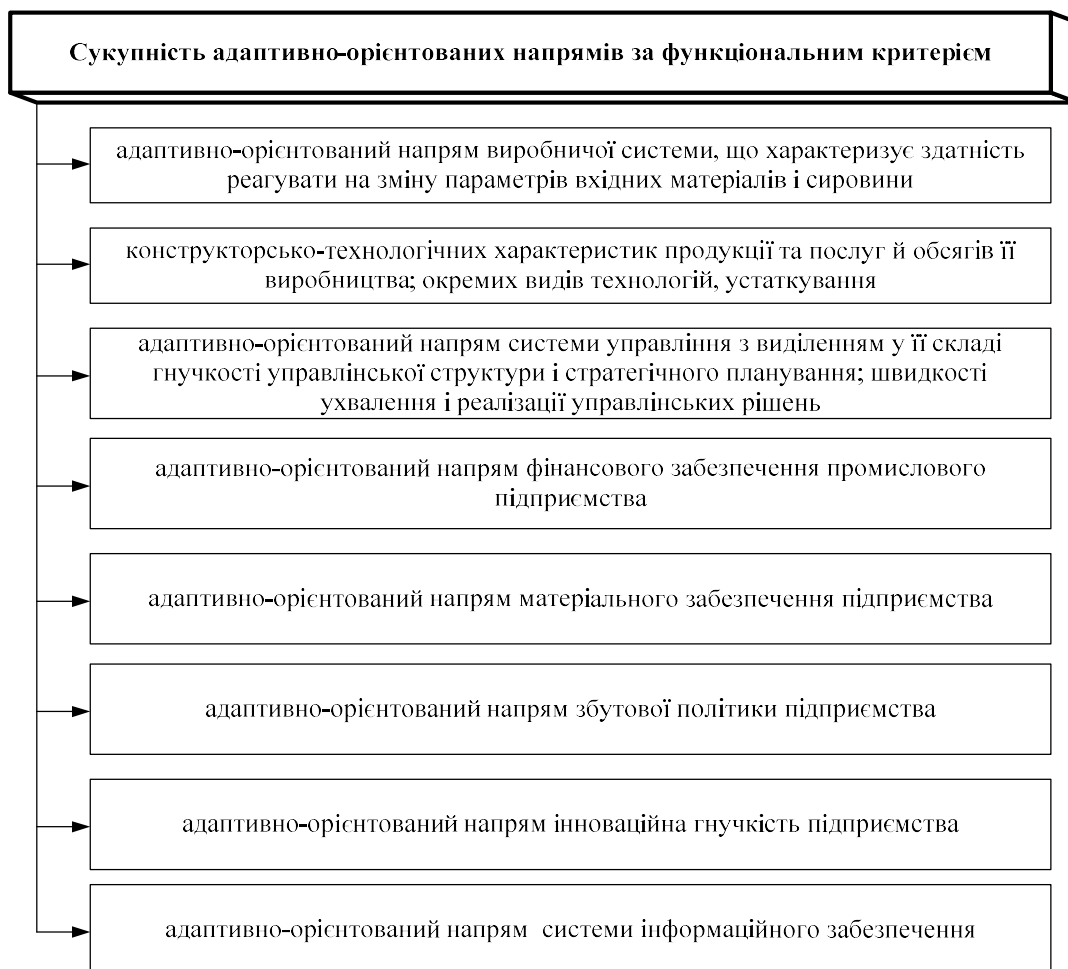 Сукупність адаптивно-орієнтованих напрямів за функціональним критерієм
адаптивно-орієнтований напрям виробничої системи, що характеризує здатність
реагувати на зміну параметрів вхідних матеріалів і сировини
конструкторсько-технологічних характеристик продукції та послуг й обсягів її
виробництва; окремих видів технологій, устаткування
адаптивно-орієнтований напрям системи управління з виділенням у її складі
гнучкості управлінської структури і стратегічного планування; швидкості
ухвалення і реалізації управлінських рішень
адаптивно-орієнтований напрям фінансового забезпечення промислового
підприємства
адаптивно-орієнтований напрям матеріального забезпечення підприємства
адаптивно-орієнтований напрям збутової політики підприємства
адаптивно-орієнтований напрям інноваційна гнучкість підприємства
адаптивно-орієнтований напрям системи інформаційного забезпечення